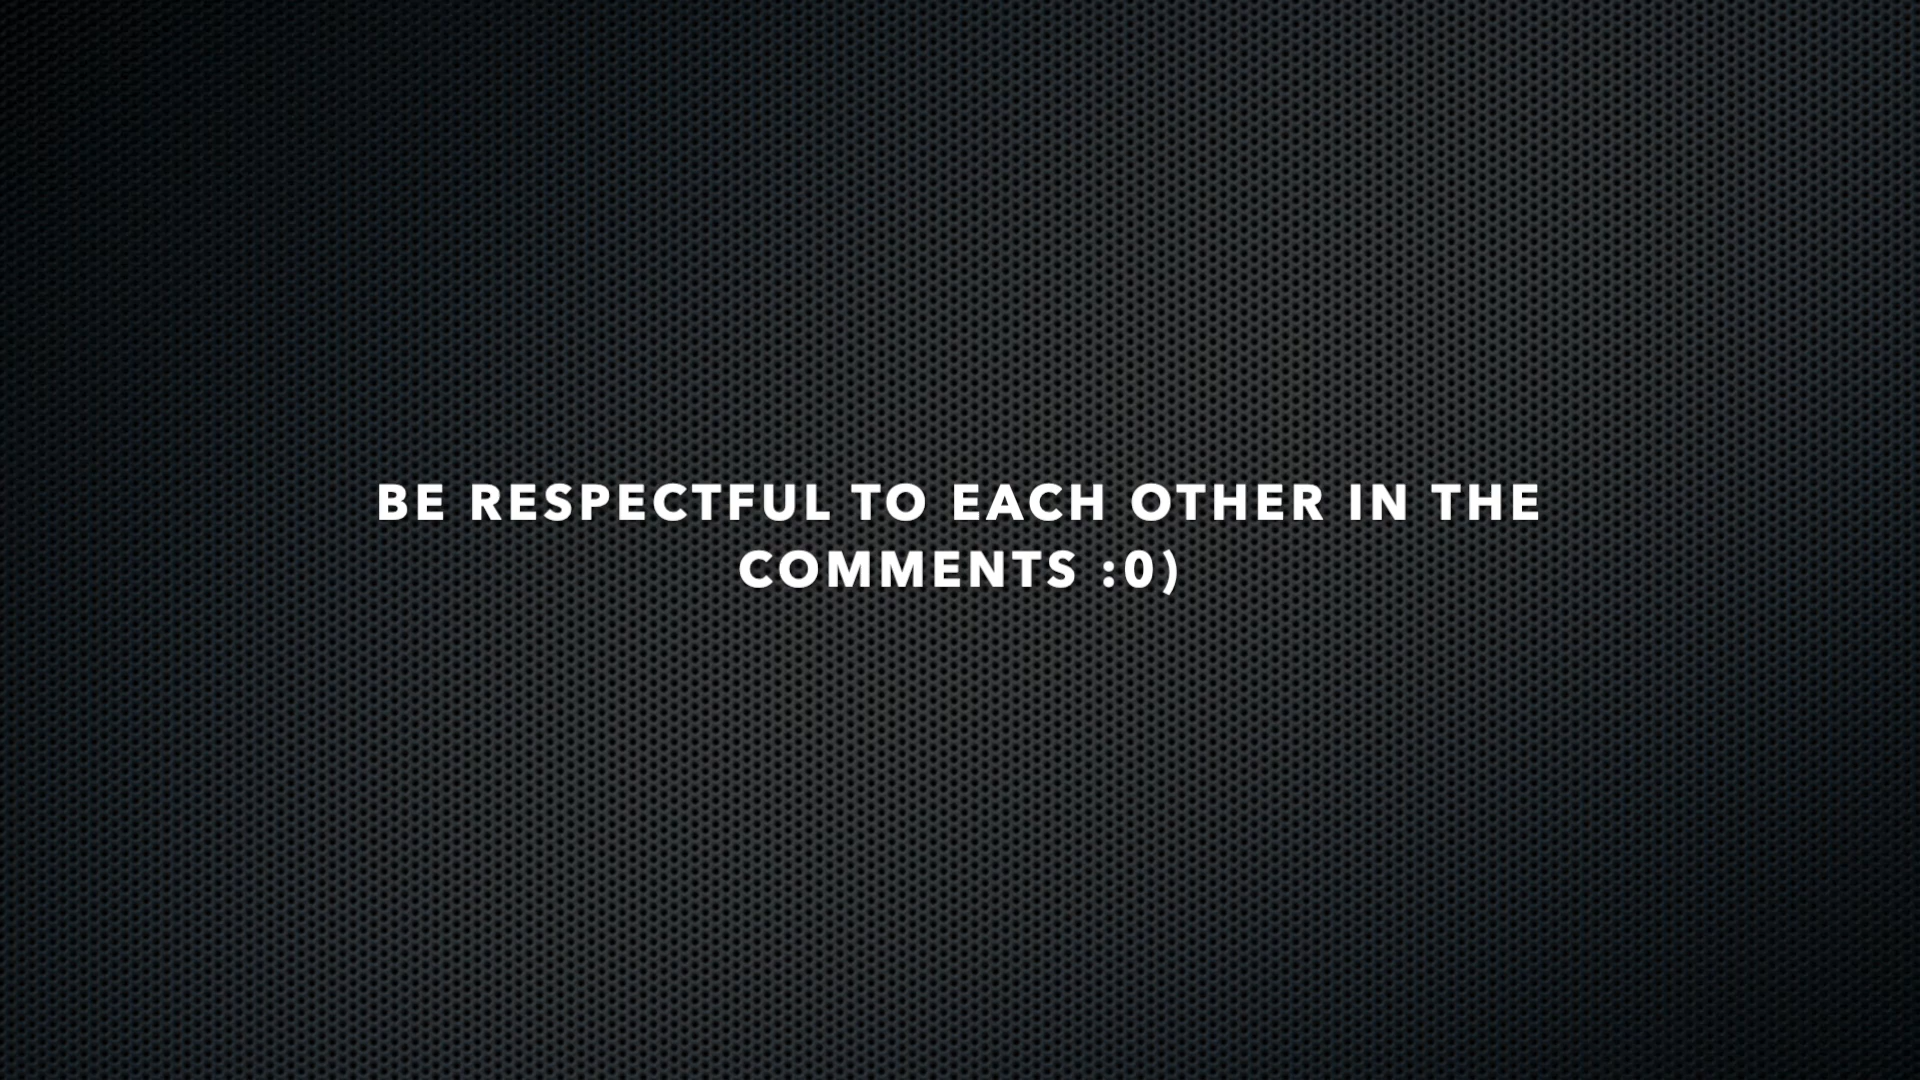 BE RESPECTFUL TO EACH OTHER IN THE
COMMENTS :0)